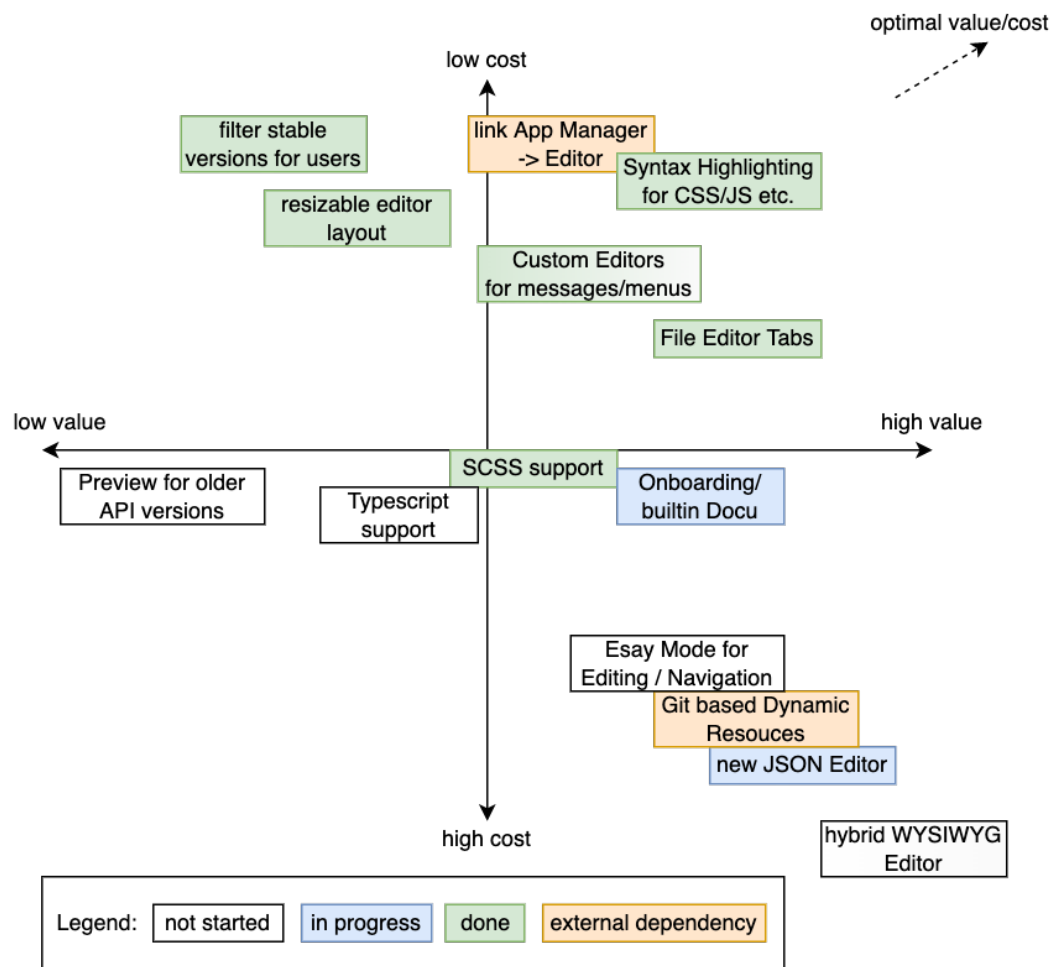 optimal value/cost
low cost
filter stable
versions for users
link App Manager
-> Editor
Syntax Highlighting
for CSS/JS etc.
resizable editor
layout
Custom Editors
for messages/menus
File Editor Tabs
low value
high value
SCSS support
Preview for older
API versions
Typescript
support
Onboarding/
builtin Docu
Esay Mode for
Editing / Navigation
Git based Dynamic
Resouces
new JSON Editor
high cost
hybrid WYSIWYG
Editor
Legend: not started in progress done external dependency